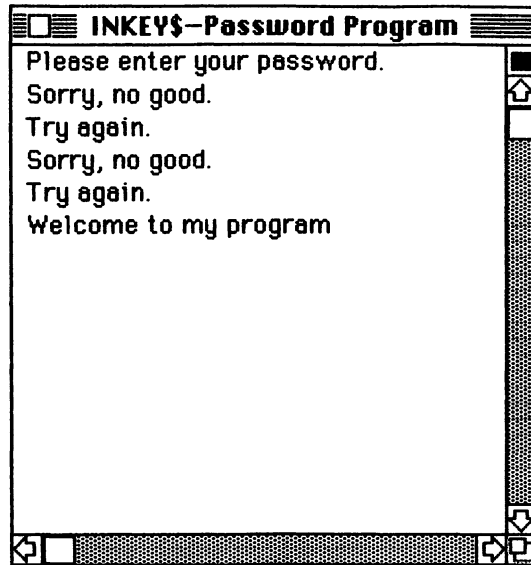 INKEY$—Password Program
Please enter your password.
Sorry, no good.
Try again.
Sorry, no good.
Try again.
Welcome to my program